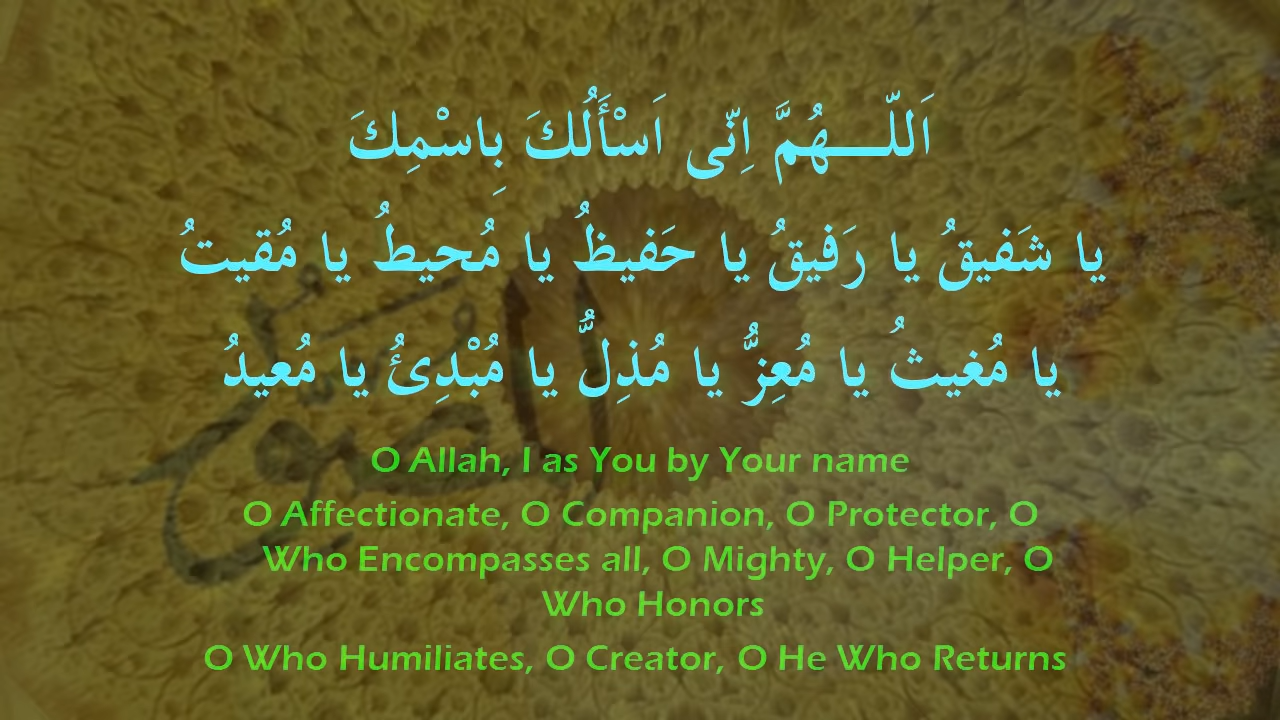 اَللّـــهُمَّ اِنّى اَسْأَلُكَ بِاسْمِكَ
يا شَفيقُ يا رَفيقُ يا حَفيظُ يا مُحيطُ يا مُقيتُ
يا مُغيثُ يا مُعِزُّ يا مُذِلُّ يا مُبْدِئُ يا مُعيدُ
O Allah, I as You by Your name
O Affectionate, O Companion, O Protector, O
Who Encompasses all, O Mighty, O Helper, O
Who Honors
O Who Humiliates, O Creator, O He Who Returns